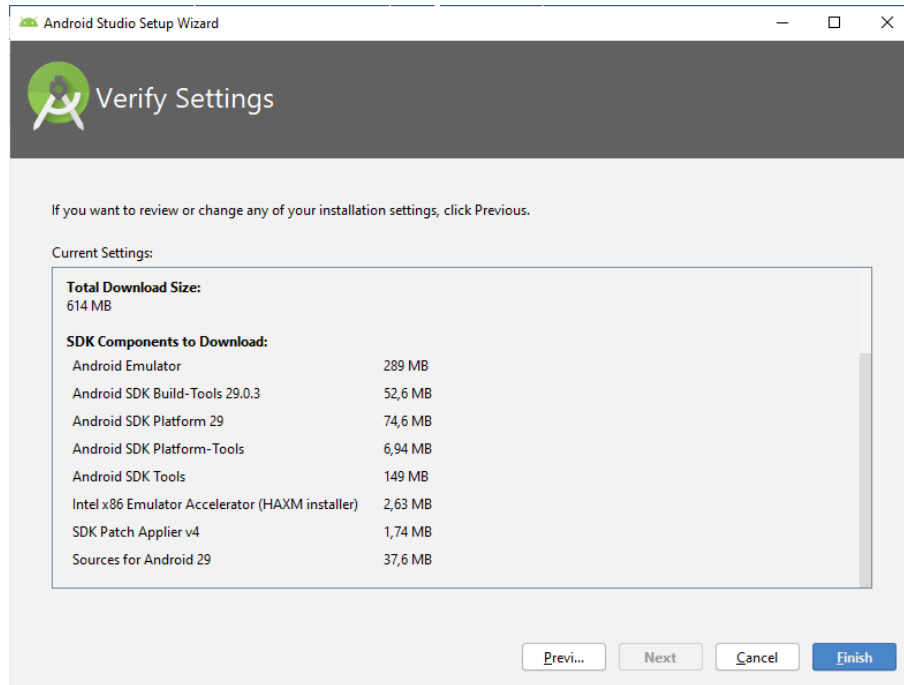 Android Studio Setup Wizard
Verify Settings
If you want to review or change any of your installation settings, click Previous.
Current Settings:
Total Download Size:
614 MB
SDK Components to Download:
Android Emulator 289 MB
Android SDK Build-Tools 29.0.3 52,6 MB
Android SDK Platform 29 74,6 MB
Android SDK Platform-Tools 6,94 MB
Android SDK Tools 149 MB
Intel x86 Emulator Accelerator (HAXM installer) 2,63 MB
SDK Patch Applier v4 1,74 MB
Sources for Android 29 37,6 MB
Previ... Next Cancel Finish